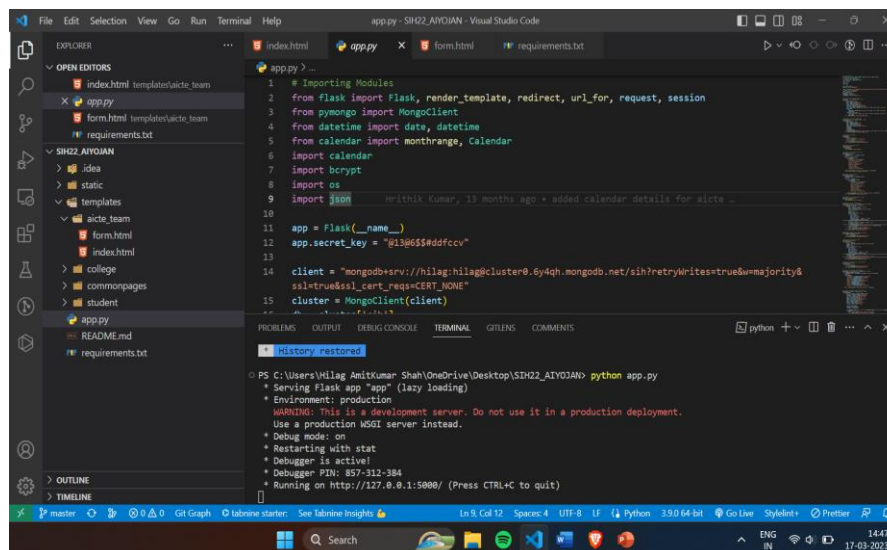 File Edit Selection View Go Run Terminal Help app.py - SIH22_AIYOJAN - Visual Studio Code
EXPLORER
index.html app.py form.html requirements.txt
OPEN EDITORS
index.html templates\aicte_team
app.py
form.html templates\aicte_team
requirements.txt
SIH22_AIYOJAN
.idea
static
templates
aicte_team
form.html
index.html
college
commonpages
student
app.py
README.md
requirements.txt
OUTLINE
TIMELINE
app.py > ...
1 # Importing Modules
2 from flask import Flask, render_template, redirect, url_for, request, session
3 from pymongo import MongoClient
4 from datetime import date, datetime
5 from calendar import monthrange, Calendar
6 import calendar
7 import bcrypt
8 import os
9 import json Hrithik Kumar, 13 months ago • added calendar details for aicte …
10
11 app = Flask(__name__)
12 app.secret_key = "@13@6$$#ddfccv"
13
14 client = "mongodb+srv://hilag:hilag@cluster0.6y4qh.mongodb.net/sih?retryWrites=true&w=majority&
ssl=true&ssl_cert_reqs=CERT_NONE"
15 cluster = MongoClient(client)
PROBLEMS OUTPUT DEBUG CONSOLE TERMINAL GITLENS COMMENTS python
* History restored
PS C:\Users\Hilag AmitKumar Shah\OneDrive\Desktop\SIH22_AIYOJAN> python app.py
* Serving Flask app "app" (lazy loading)
* Environment: production
WARNING: This is a development server. Do not use it in a production deployment.
Use a production WSGI server instead.
* Debug mode: on
* Restarting with stat
* Debugger is active!
* Debugger PIN: 857-312-384
* Running on http://127.0.0.1:5000/ (Press CTRL+C to quit)
master 0 0 Git Graph tabnine starter: See Tabnine Insights Ln 9, Col 12 Spaces: 4 UTF-8 LF Python 3.9.0 64-bit Go Live Stylelint+ Prettier
Search ENG 14:47
IN 17-03-2023